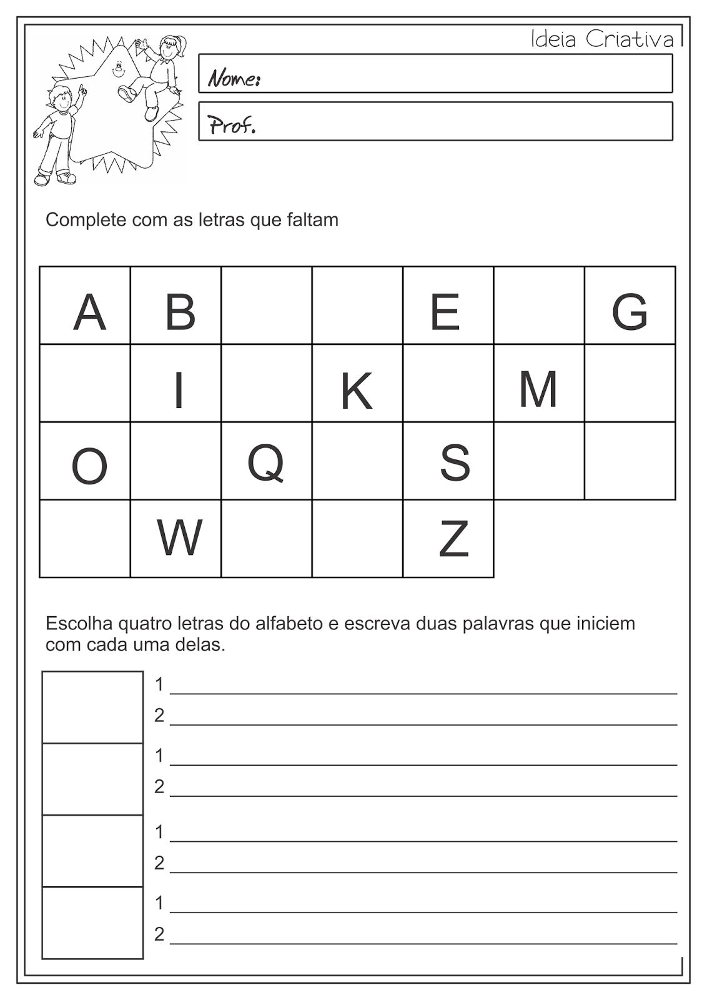 Ideia Criativa
Nome:
Prof.
Complete com as letras que faltam
A B E G
I K M
O Q S
W Z
Escolha quatro letras do alfabeto e escreva duas palavras que iniciem
com cada uma delas.
1
2
1
2
1
2
1
2